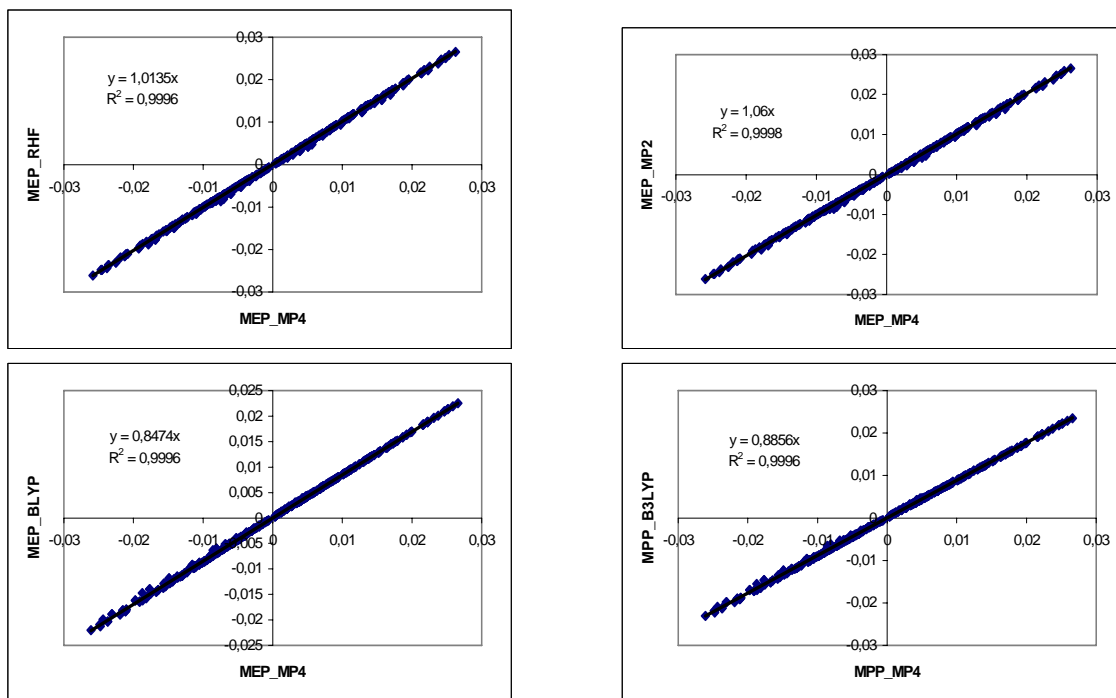 0,03
0,02
0,01
0
-0,01
-0,02
-0,03
-0,03 -0,02 -0,01 0 0,01 0,02 0,03
y = 1,0135x
R² = 0,9996
MEP_RHF
MEP_MP4
0,03
0,02
0,01
0
-0,01
-0,02
-0,03
-0,03 -0,02 -0,01 0 0,01 0,02 0,03
y = 1,06x
R² = 0,9998
MEP_MP2
MEP_MP4
0,025
0,02
0,015
0,01
0,005
0
-0,005
-0,01
-0,015
-0,02
-0,025
-0,03 -0,02 -0,01 0 0,01 0,02 0,03
y = 0,8474x
R² = 0,9996
MEP_BLYP
MEP_MP4
0,03
0,02
0,01
0
-0,01
-0,02
-0,03
-0,03 -0,02 -0,01 0 0,01 0,02 0,03
y = 0,8856x
R² = 0,9996
MPP_B3LYP
MPP_MP4